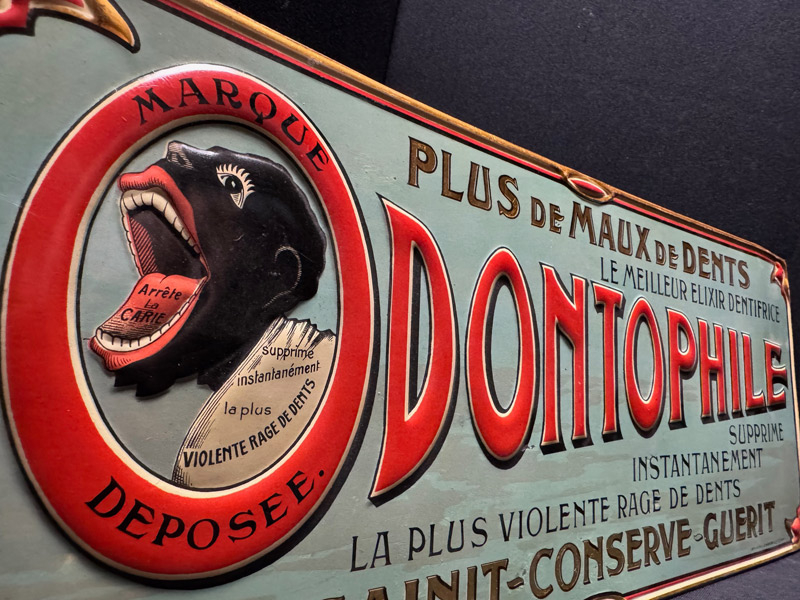 MARQUE
DEPOSEE.
Arrête
la
CARIE
Supprime
instantanément
la plus
VIOLENTE RAGE DE DENTS
PLUS DE MAUX DE DENTS
LE MEILLEUR ELIXIR DENTIFRICE
ODONTOPHILE
SUPPRIME
INSTANTANEMENT
LA PLUS VIOLENTE RAGE DE DENTS
AINIT-CONSERVE-GUERIT